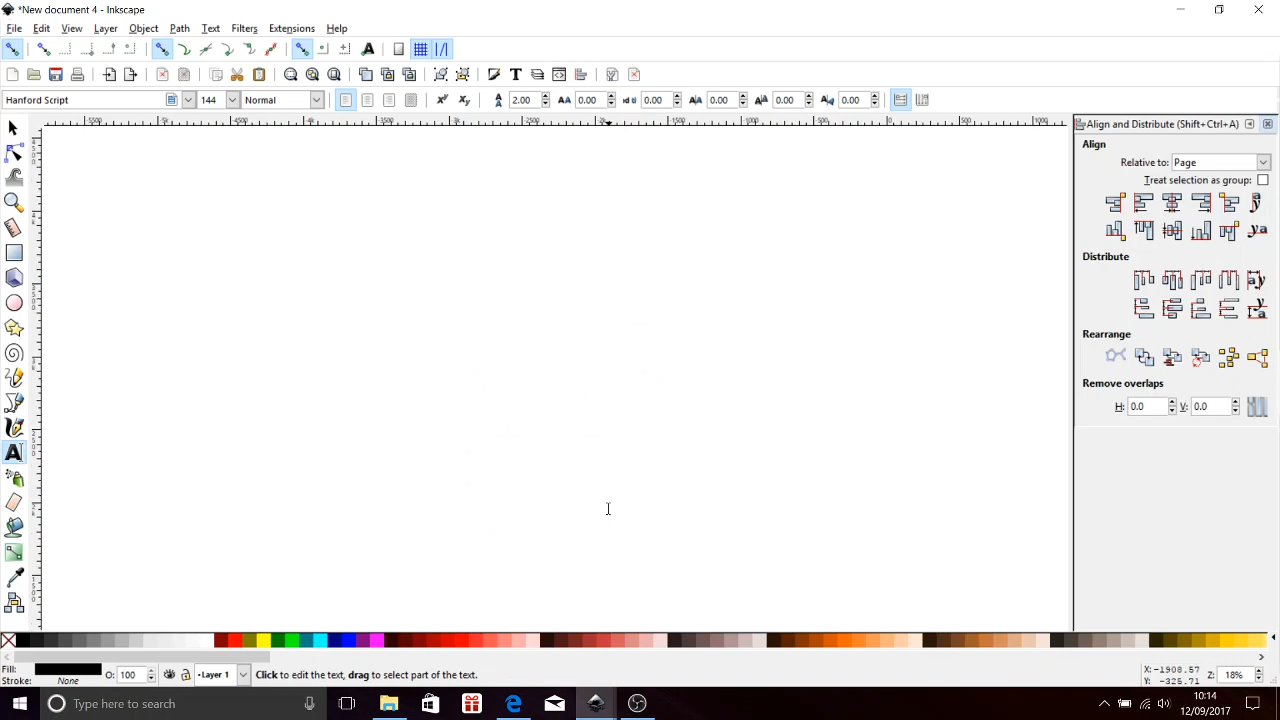 *New document 4 - Inkscape
File Edit View Layer Object Path Text Filters Extensions Help
Hanford Script 144 Normal 2.00 0.00 0.00 0.00 0.00 0.00
Align and Distribute (Shift+Ctrl+A)
Align
Relative to: Page
Treat selection as group:
Distribute
Rearrange
Remove overlaps
H: 0.0 V: 0.0
Fill:
Stroke: None
O: 100
•Layer 1
Click to edit the text, drag to select part of the text.
X: -1908.57
Y: -325.71
Z: 18%
Type here to search
10:14
12/09/2017